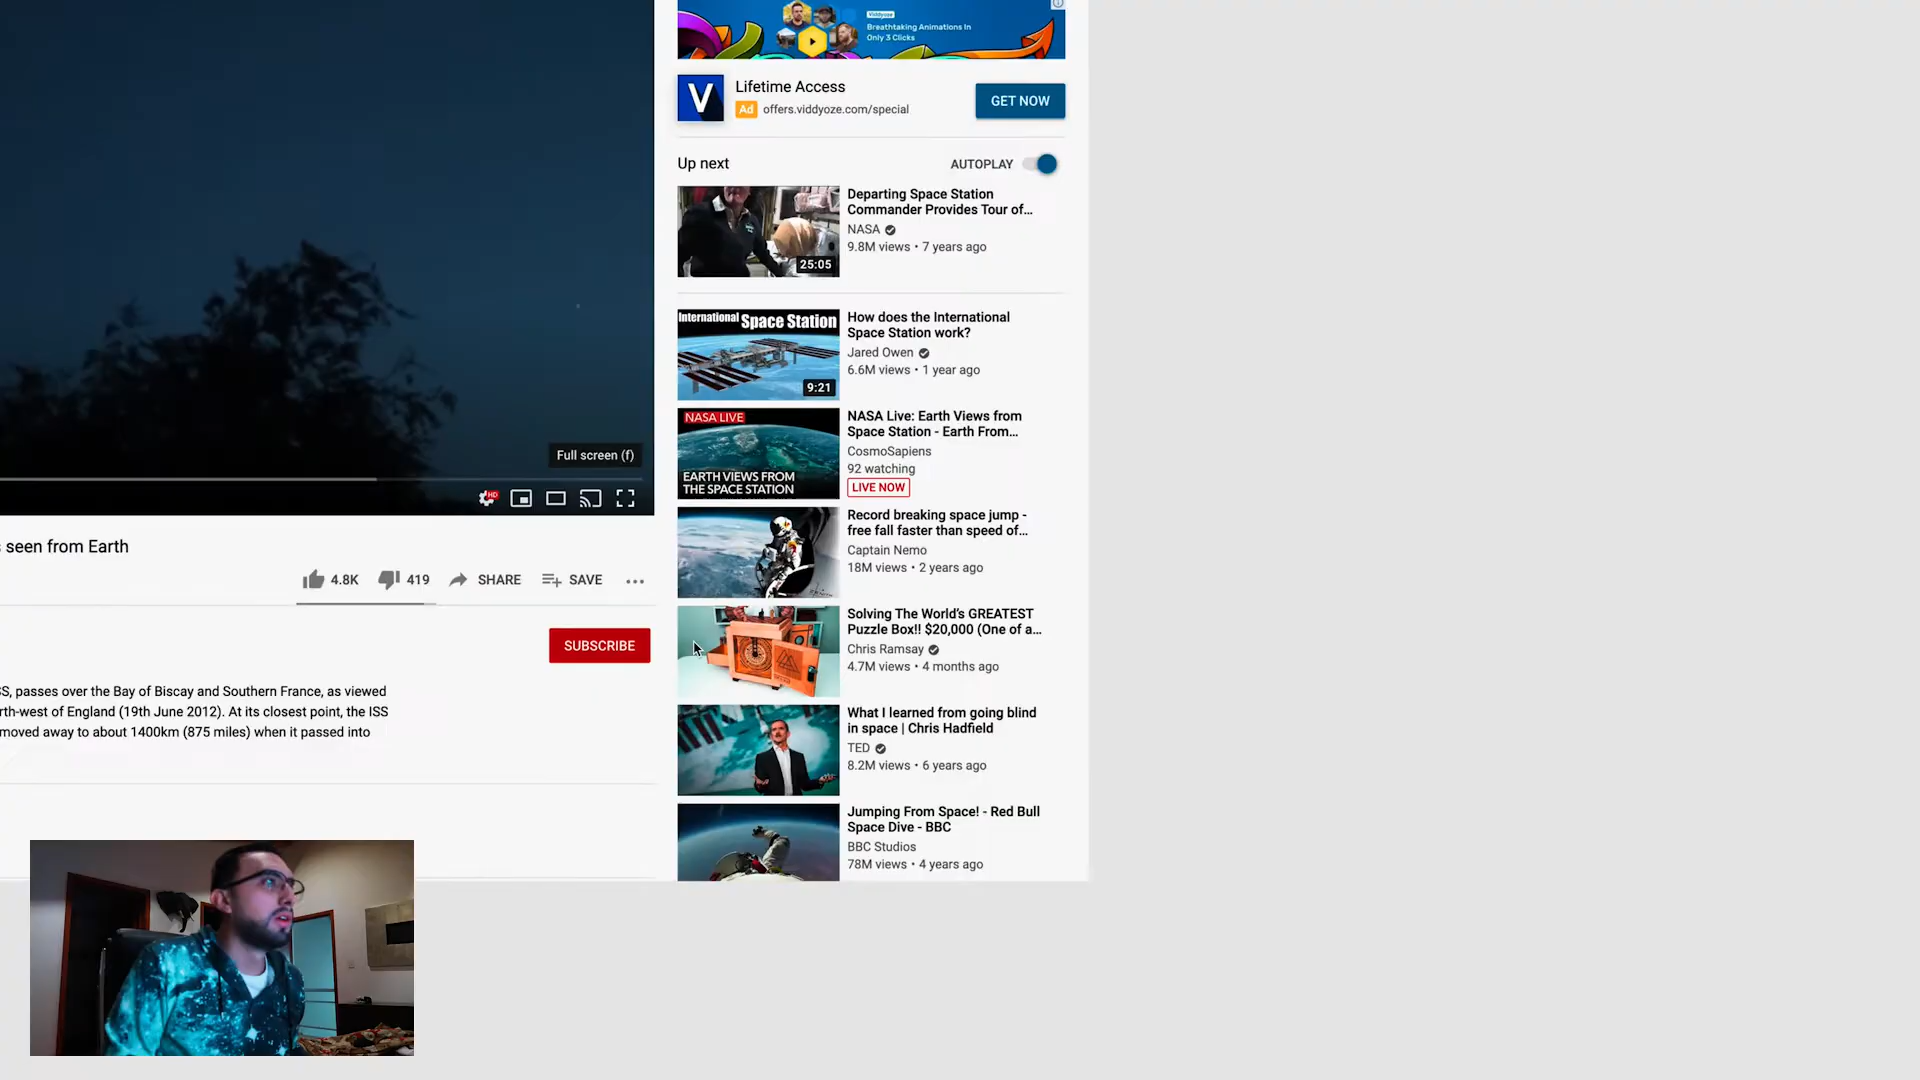 Viddyoze
Breathtaking Animations In
Only 3 Clicks
V
Lifetime Access
Ad offers.viddyoze.com/special
GET NOW
Up next
AUTOPLAY
Departing Space Station
Commander Provides Tour of...
NASA
9.8M views • 7 years ago
25:05
International Space Station
9:21
How does the International
Space Station work?
Jared Owen
6.6M views • 1 year ago
NASA LIVE
EARTH VIEWS FROM
THE SPACE STATION
NASA Live: Earth Views from
Space Station - Earth From...
CosmoSapiens
92 watching
LIVE NOW
Full screen (f)
HD
Record breaking space jump -
free fall faster than speed of...
Captain Nemo
18M views • 2 years ago
seen from Earth
4.8K 419 SHARE SAVE ...
SUBSCRIBE
Solving The World's GREATEST
Puzzle Box!! $20,000 (One of a...
Chris Ramsay
4.7M views • 4 months ago
S, passes over the Bay of Biscay and Southern France, as viewed
rth-west of England (19th June 2012). At its closest point, the ISS
moved away to about 1400km (875 miles) when it passed into
What I learned from going blind
in space | Chris Hadfield
TED
8.2M views • 6 years ago
Jumping From Space! - Red Bull
Space Dive - BBC
BBC Studios
78M views • 4 years ago